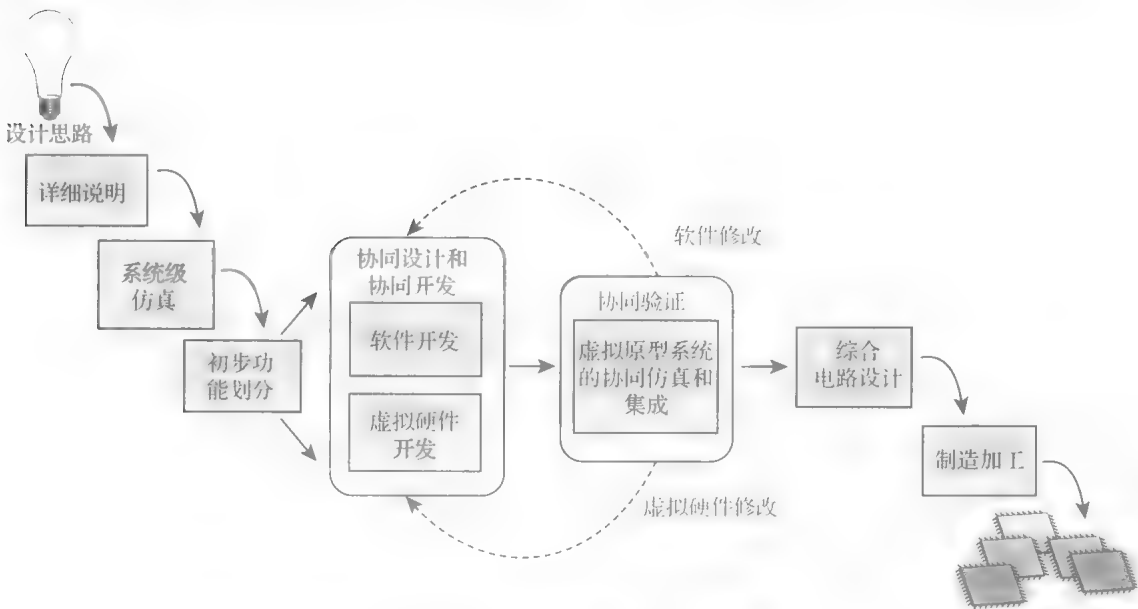 设计思路
详细说明
系统级
仿真
初步功
能划分
协同设计和
协同开发
软件开发
虚拟硬件
开发
软件修改
协同验证
虚拟原型系统
的协同仿真和
集成
虚拟硬件修改
综合
电路设计
制造加工